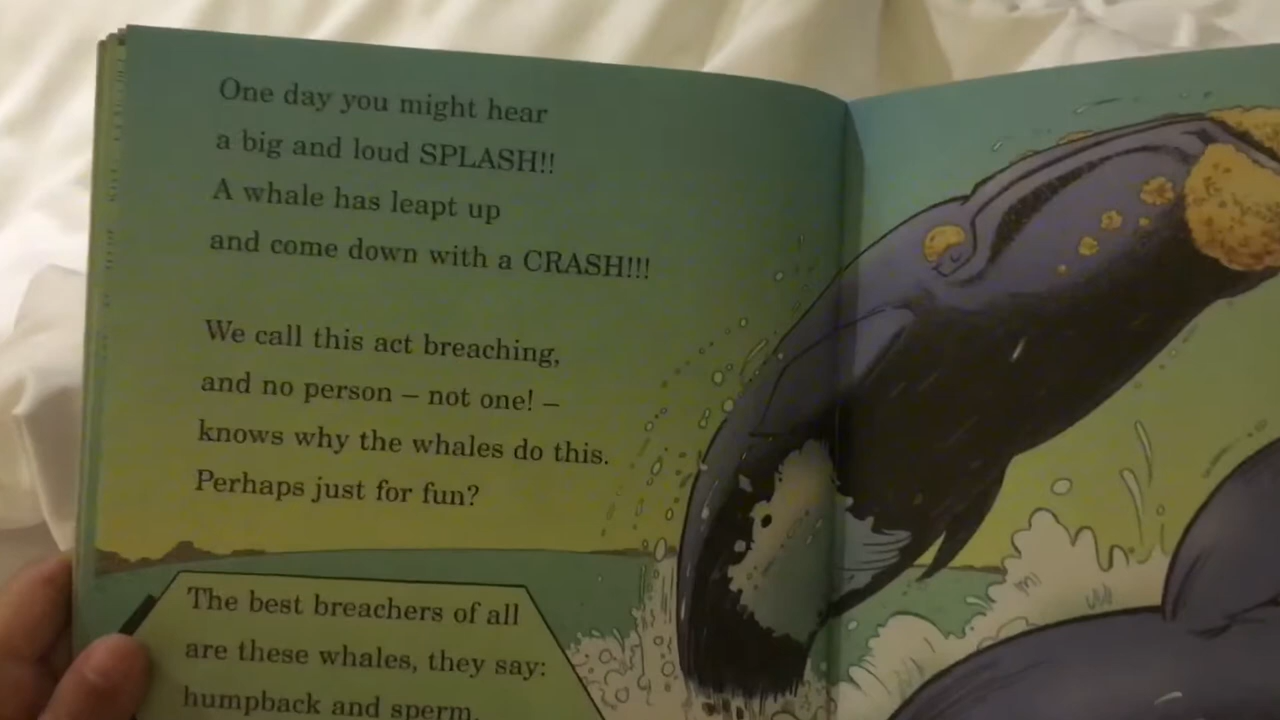 One day you might hear
a big and loud SPLASH!!
A whale has leapt up
and come down with a CRASH!!!
We call this act breaching,
and no person – not one! –
knows why the whales do this.
Perhaps just for fun?
The best breachers of all
are these whales, they say:
humpback and sperm,